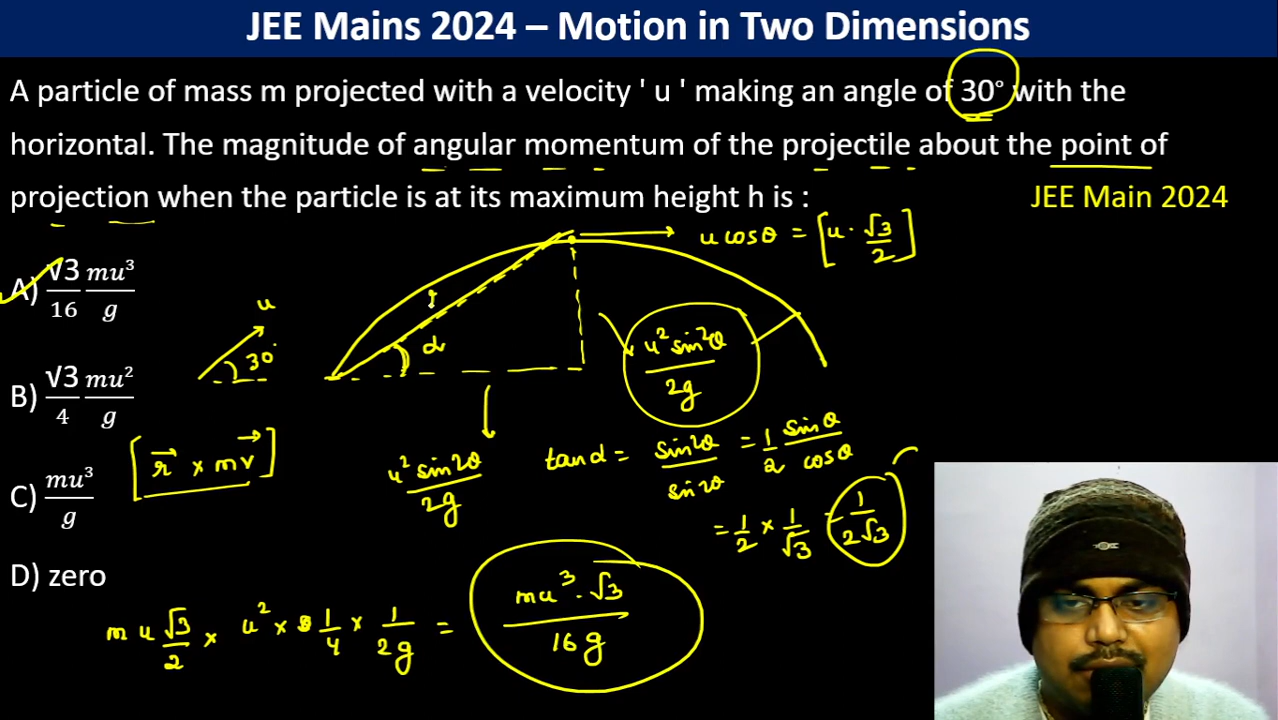 JEE Mains 2024 – Motion in Two Dimensions
A particle of mass m projected with a velocity ' u ' making an angle of 30° with the
horizontal. The magnitude of angular momentum of the projectile about the point of
projection when the particle is at its maximum height h is :
JEE Main 2024
u cosθ = [u · √3/2]
A) √3/16 mu³/g
u
30°
r
α
u² sin²θ/2g
B) √3/4 mu²/g
[r⃗ × mv⃗]
u² sin2θ/2g
tanα = sin²θ/sin2θ = 1/2 sinθ/cosθ
= 1/2 × 1/√3 = 1/2√3
C) mu³/g
D) zero
m u √3/2 × u² × 1/4 × 1/2g = mu³ · √3/16g